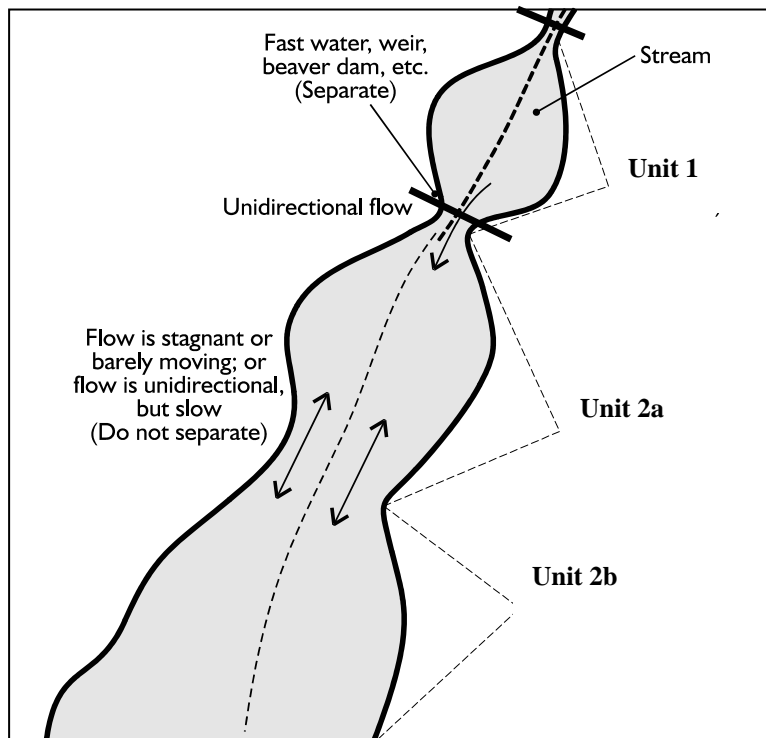 Fast water, weir,
beaver dam, etc.
(Separate)
Stream
Unit 1
Unidirectional flow
Flow is stagnant or
barely moving; or
flow is unidirectional,
but slow
(Do not separate)
Unit 2a
Unit 2b